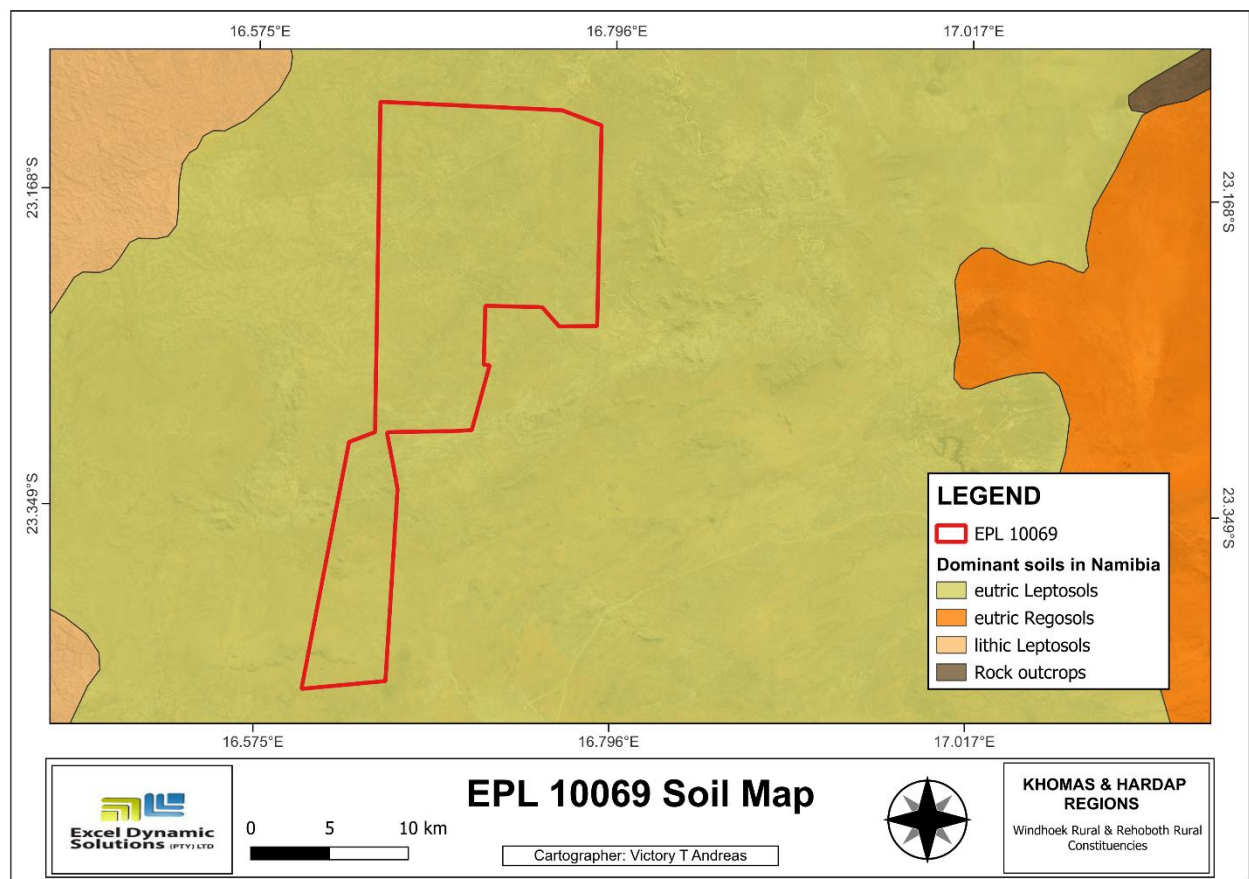 16.575°E
16.796°E
17.017°E
23.168°S
23.168°S
23.349°S
23.349°S
LEGEND
EPL 10069
Dominant soils in Namibia
eutric Leptosols
eutric Regosols
lithic Leptosols
Rock outcrops
16.575°E
16.796°E
17.017°E
Excel Dynamic
Solutions (PTY) LTD
EPL 10069 Soil Map
0 5 10 km
Cartographer: Victory T Andreas
KHOMAS & HARDAP
REGIONS
Windhoek Rural & Rehoboth Rural
Constituencies